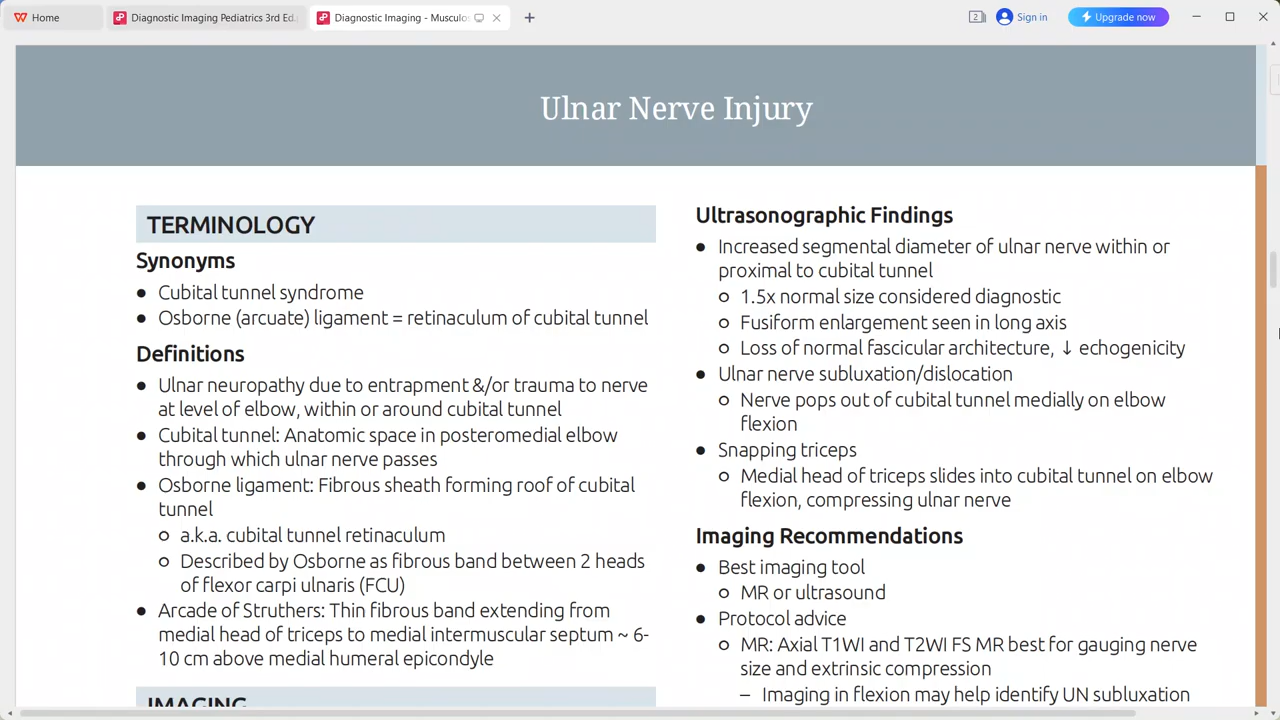 Home
Diagnostic Imaging Pediatrics 3rd Ed.
Diagnostic Imaging - Musculo
2
Sign in
Upgrade now
Ulnar Nerve Injury
TERMINOLOGY
Synonyms
● Cubital tunnel syndrome
● Osborne (arcuate) ligament = retinaculum of cubital tunnel
Definitions
● Ulnar neuropathy due to entrapment &/or trauma to nerve
at level of elbow, within or around cubital tunnel
● Cubital tunnel: Anatomic space in posteromedial elbow
through which ulnar nerve passes
● Osborne ligament: Fibrous sheath forming roof of cubital
tunnel
○ a.k.a. cubital tunnel retinaculum
○ Described by Osborne as fibrous band between 2 heads
of flexor carpi ulnaris (FCU)
● Arcade of Struthers: Thin fibrous band extending from
medial head of triceps to medial intermuscular septum ~ 6-
10 cm above medial humeral epicondyle
IMAGING
Ultrasonographic Findings
● Increased segmental diameter of ulnar nerve within or
proximal to cubital tunnel
○ 1.5x normal size considered diagnostic
○ Fusiform enlargement seen in long axis
○ Loss of normal fascicular architecture, ↓ echogenicity
● Ulnar nerve subluxation/dislocation
○ Nerve pops out of cubital tunnel medially on elbow
flexion
● Snapping triceps
○ Medial head of triceps slides into cubital tunnel on elbow
flexion, compressing ulnar nerve
Imaging Recommendations
● Best imaging tool
○ MR or ultrasound
● Protocol advice
○ MR: Axial T1WI and T2WI FS MR best for gauging nerve
size and extrinsic compression
– Imaging in flexion may help identify UN subluxation